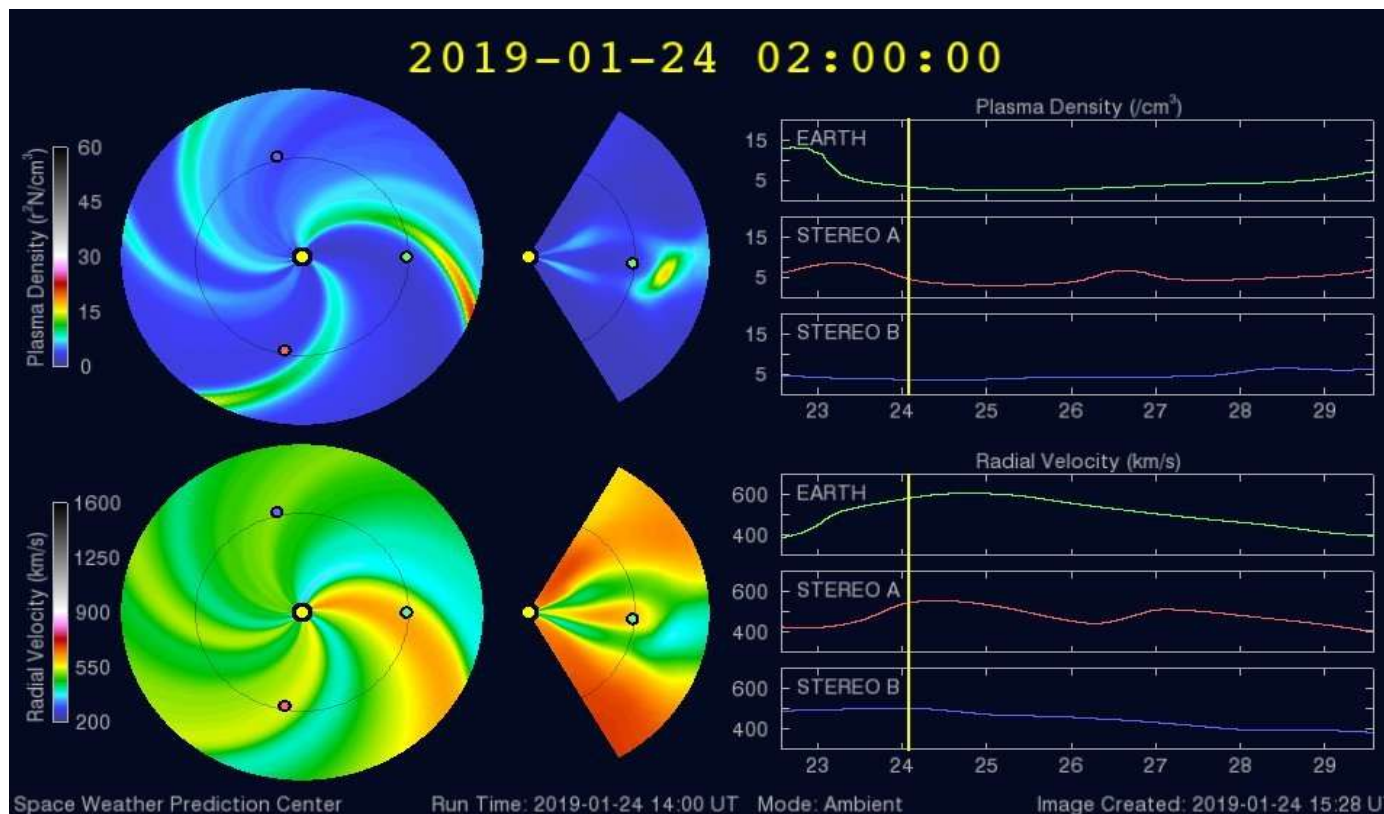 2019-01-24 02:00:00
Plasma Density (r²N/cm³)
60
45
30
15
0
Plasma Density (/cm³)
EARTH
15
5
STEREO A
15
5
STEREO B
15
5
23 24 25 26 27 28 29
Radial Velocity (km/s)
1600
1250
900
550
200
Radial Velocity (km/s)
EARTH
600
400
STEREO A
600
400
STEREO B
600
400
23 24 25 26 27 28 29
Space Weather Prediction Center Run Time: 2019-01-24 14:00 UT Mode: Ambient Image Created: 2019-01-24 15:28 U